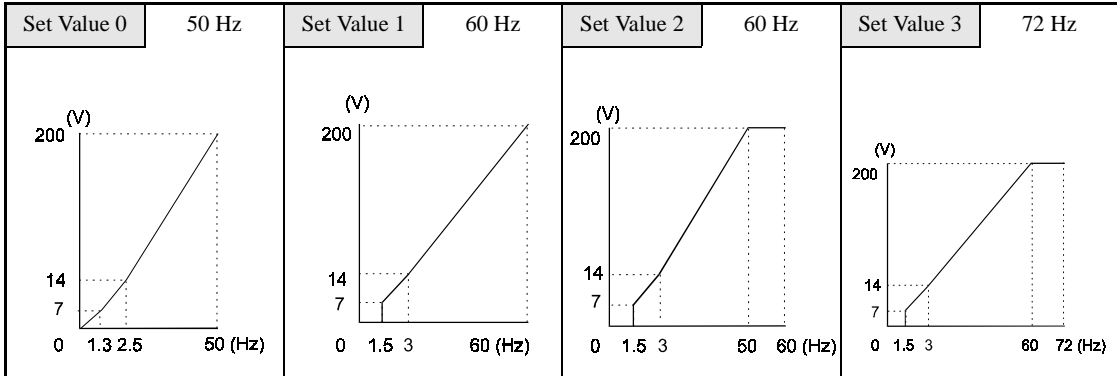 Set Value 0 50 Hz
(V)
200
14
7
0 1.3 2.5 50 (Hz)
Set Value 1 60 Hz
(V)
200
14
7
0 1.5 3 60 (Hz)
Set Value 2 60 Hz
(V)
200
14
7
0 1.5 3 50 60 (Hz)
Set Value 3 72 Hz
(V)
200
14
7
0 1.5 3 60 72 (Hz)